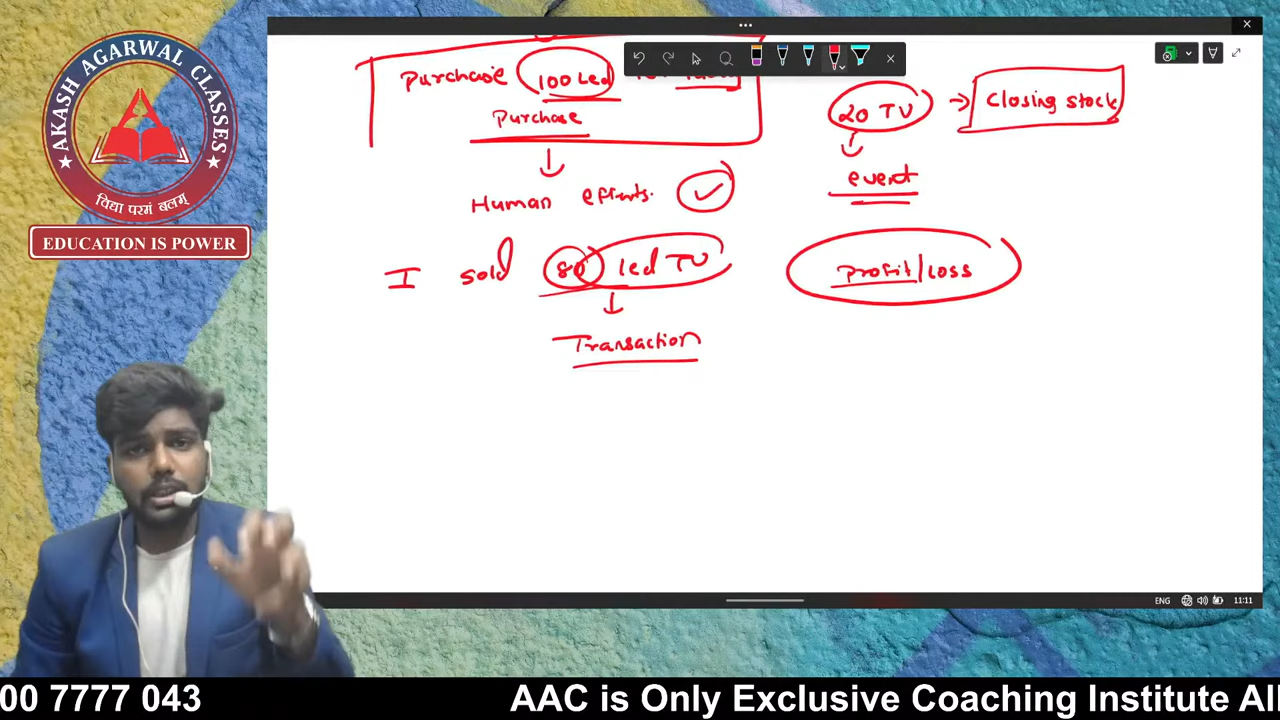 AKASH AGARWAL CLASSES
विद्या परमं बलम्
EDUCATION IS POWER
Purchase 100 Led
Purchase
20 TV → Closing stock
event
Human efforts.
I sold 80 led TV
profit/loss
Transaction
ENG
11:11
00 7777 043
AAC is Only Exclusive Coaching Institute Al